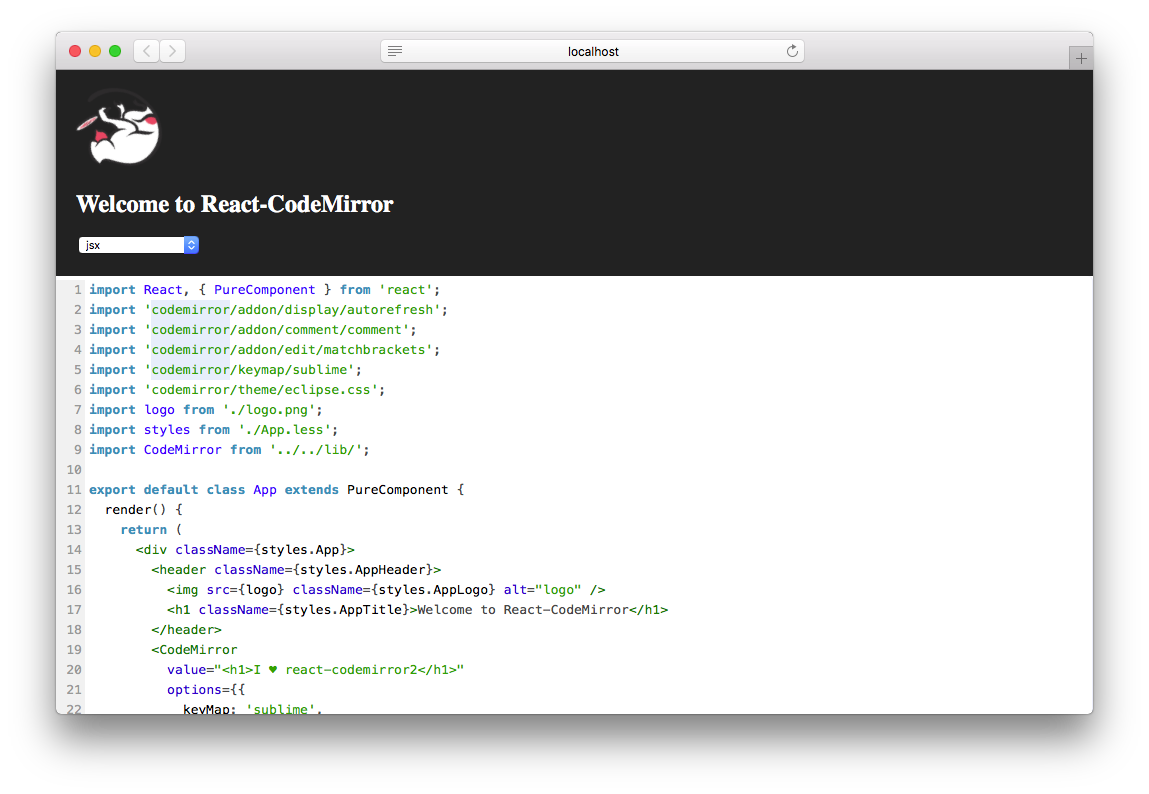 localhost
Welcome to React-CodeMirror
jsx
1 import React, { PureComponent } from 'react';
2 import 'codemirror/addon/display/autorefresh';
3 import 'codemirror/addon/comment/comment';
4 import 'codemirror/addon/edit/matchbrackets';
5 import 'codemirror/keymap/sublime';
6 import 'codemirror/theme/eclipse.css';
7 import logo from './logo.png';
8 import styles from './App.less';
9 import CodeMirror from '../../lib/';
10
11 export default class App extends PureComponent {
12   render() {
13     return (
14       <div className={styles.App}>
15         <header className={styles.AppHeader}>
16           <img src={logo} className={styles.AppLogo} alt="logo" />
17           <h1 className={styles.AppTitle}>Welcome to React-CodeMirror</h1>
18         </header>
19         <CodeMirror
20           value="<h1>I ♥ react-codemirror2</h1>"
21           options={{
22             keyMap: 'sublime',